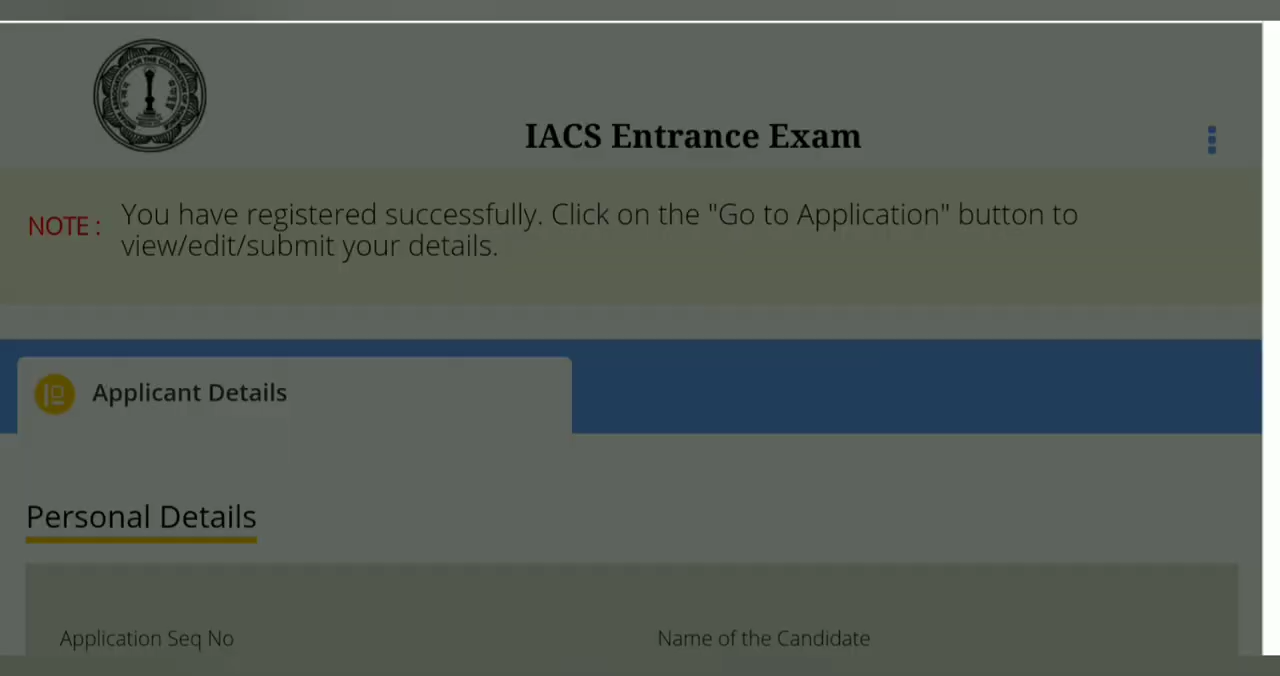 IACS Entrance Exam
NOTE :
You have registered successfully. Click on the "Go to Application" button to
view/edit/submit your details.
Applicant Details
Personal Details
Application Seq No
Name of the Candidate